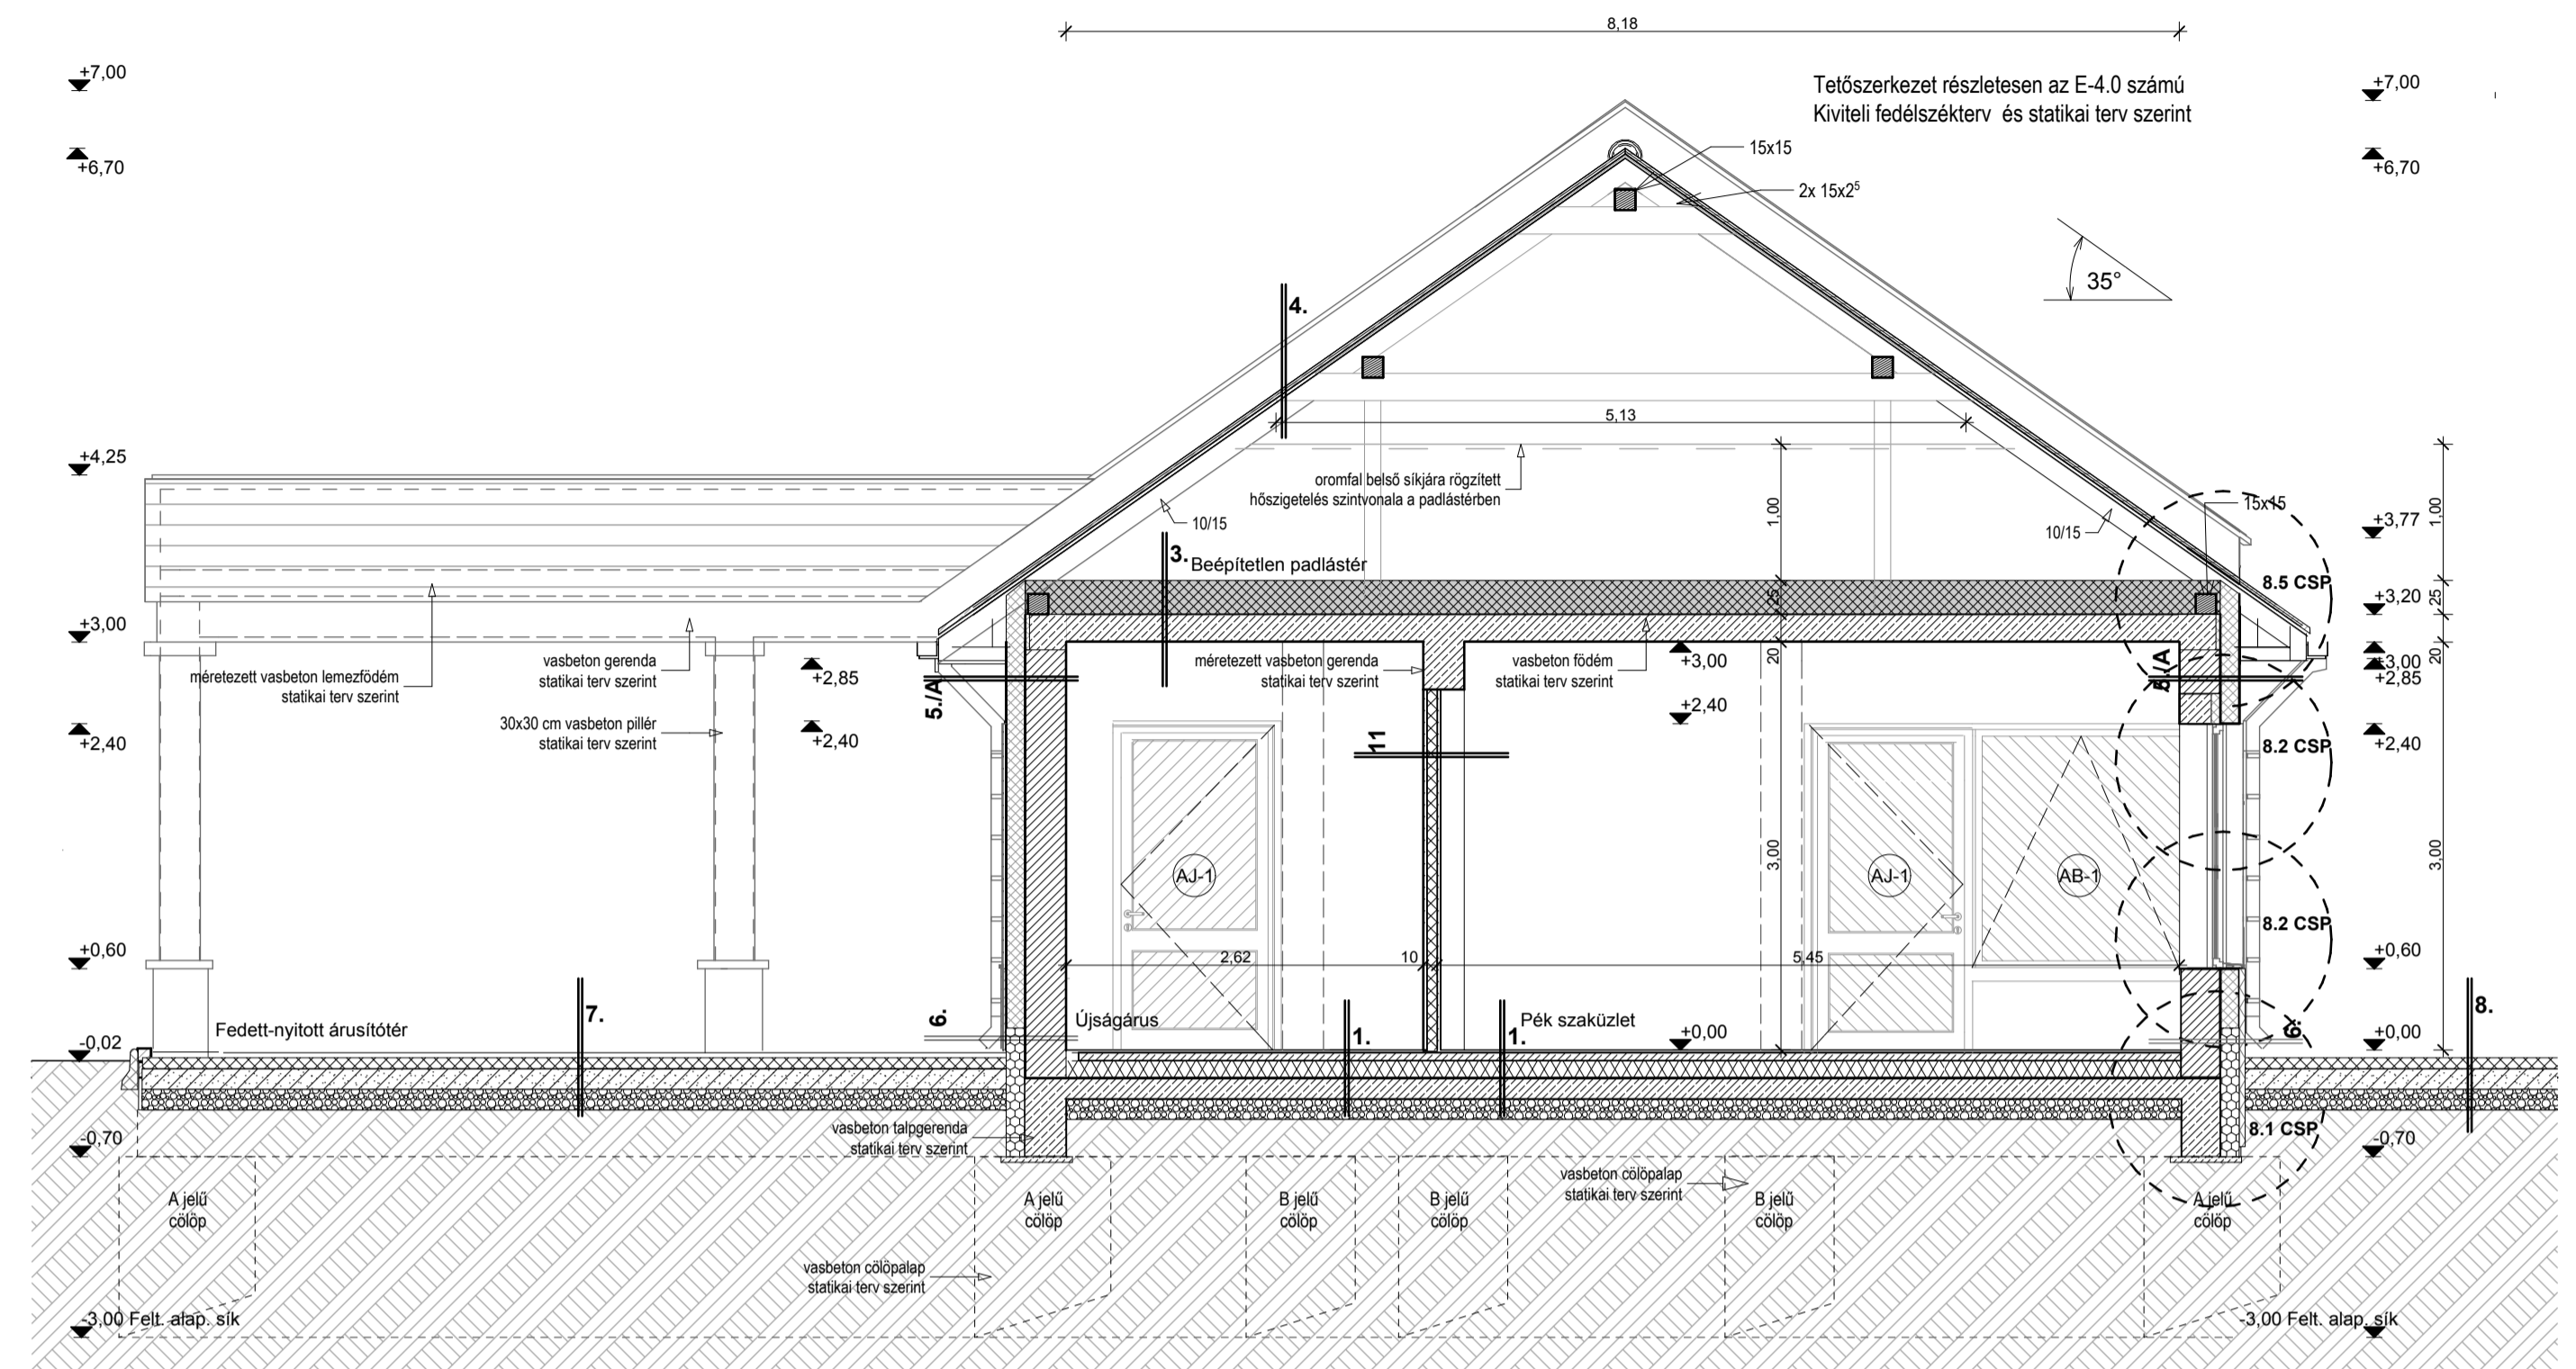 8,18
+7,00
+7,00
Tetőszerkezet részletesen az E-4.0 számú
Kiviteli fedélszékterv és statikai terv szerint
+6,70
+6,70
15x15
2x 15x2⁵
35°
4.
5,13
+4,25
oromfal belső síkjára rögzített
hőszigetelés szintvonala a padlástérben
1,00
1,00
10/15
10/15
15x15
+3,77
3.
Beépítetlen padlástér
8.5 CSP
25
25
+3,20
+3,00
méretezett vasbeton lemezfödém
statikai terv szerint
vasbeton gerenda
statikai terv szerint
+2,85
5./A
méretezett vasbeton gerenda
statikai terv szerint
vasbeton födém
statikai terv szerint
+3,00
20
5./A
+3,00
+2,85
20
30x30 cm vasbeton pillér
statikai terv szerint
+2,40
+2,40
+2,40
11
8.2 CSP
+2,40
AJ-1
3,00
AJ-1
AB-1
3,00
8.2 CSP
+0,60
2,62
10
5,45
+0,60
7.
6.
Fedett-nyitott árusítótér
Újságárus
1.
1.
Pék szaküzlet
+0,00
6.
+0,00
8.
-0,02
vasbeton talpgerenda
statikai terv szerint
8.1 CSP
-0,70
-0,70
A jelű
cölöp
A jelű
cölöp
B jelű
cölöp
B jelű
cölöp
vasbeton cölöpalap
statikai terv szerint
B jelű
cölöp
A jelű
cölöp
vasbeton cölöpalap
statikai terv szerint
-3,00 Felt. alap. sík
-3,00 Felt. alap. sík